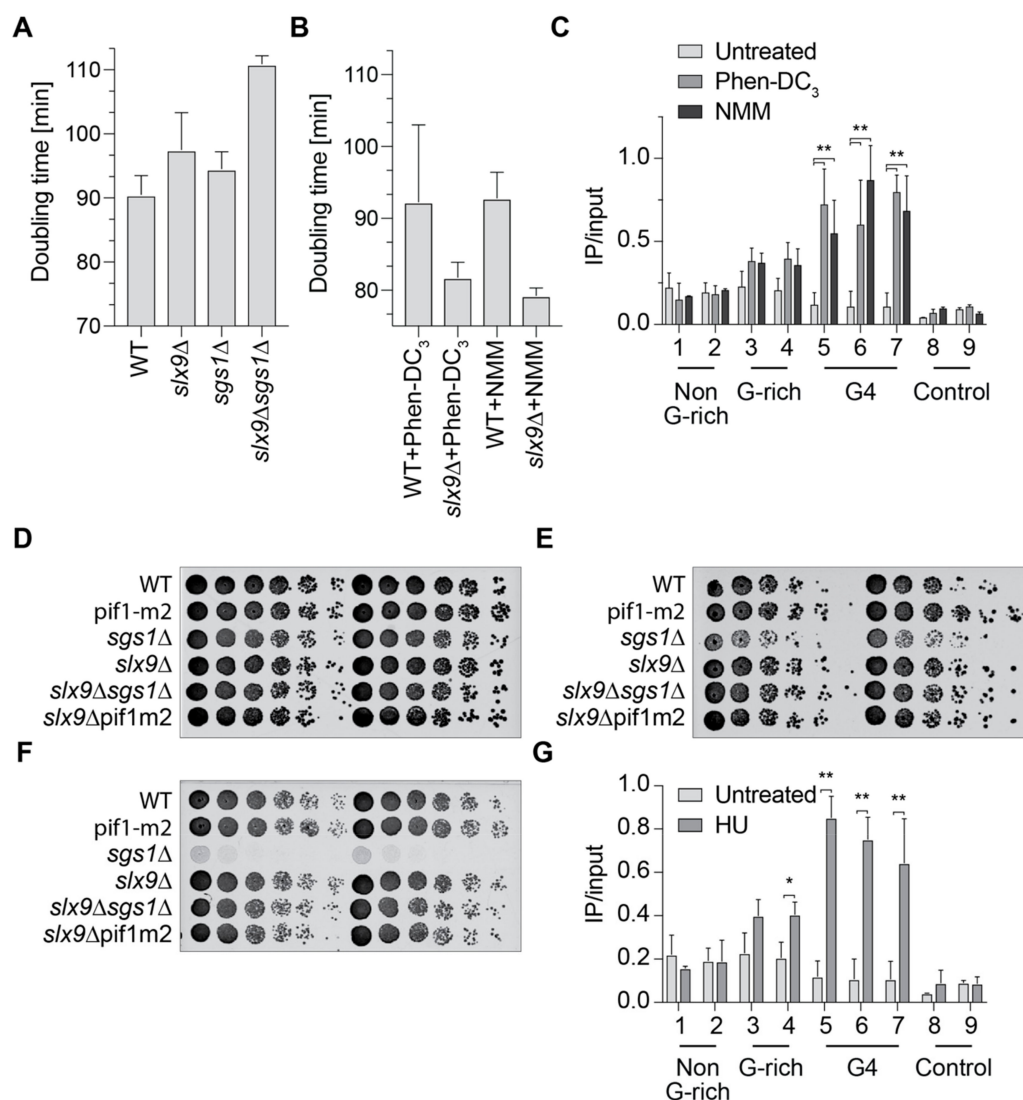 A
Doubling time [min]
110
100
90
80
70
WT
slx9Δ
sgs1Δ
slx9Δsgs1Δ
B
Doubling time [min]
110
100
90
80
WT+Phen-DC₃
slx9Δ+Phen-DC₃
WT+NMM
slx9Δ+NMM
C
Untreated
Phen-DC₃
NMM
IP/input
1.0
0.5
0.0
** ** **
1 2 3 4 5 6 7 8 9
Non G-rich
G-rich
G4
Control
D
WT
pif1-m2
sgs1Δ
slx9Δ
slx9Δsgs1Δ
slx9Δpif1m2
E
WT
pif1-m2
sgs1Δ
slx9Δ
slx9Δsgs1Δ
slx9Δpif1m2
F
WT
pif1-m2
sgs1Δ
slx9Δ
slx9Δsgs1Δ
slx9Δpif1m2
G
Untreated
HU
IP/input
1.0
0.8
0.6
0.4
0.2
0.0
* ** ** **
1 2 3 4 5 6 7 8 9
Non G-rich
G-rich
G4
Control